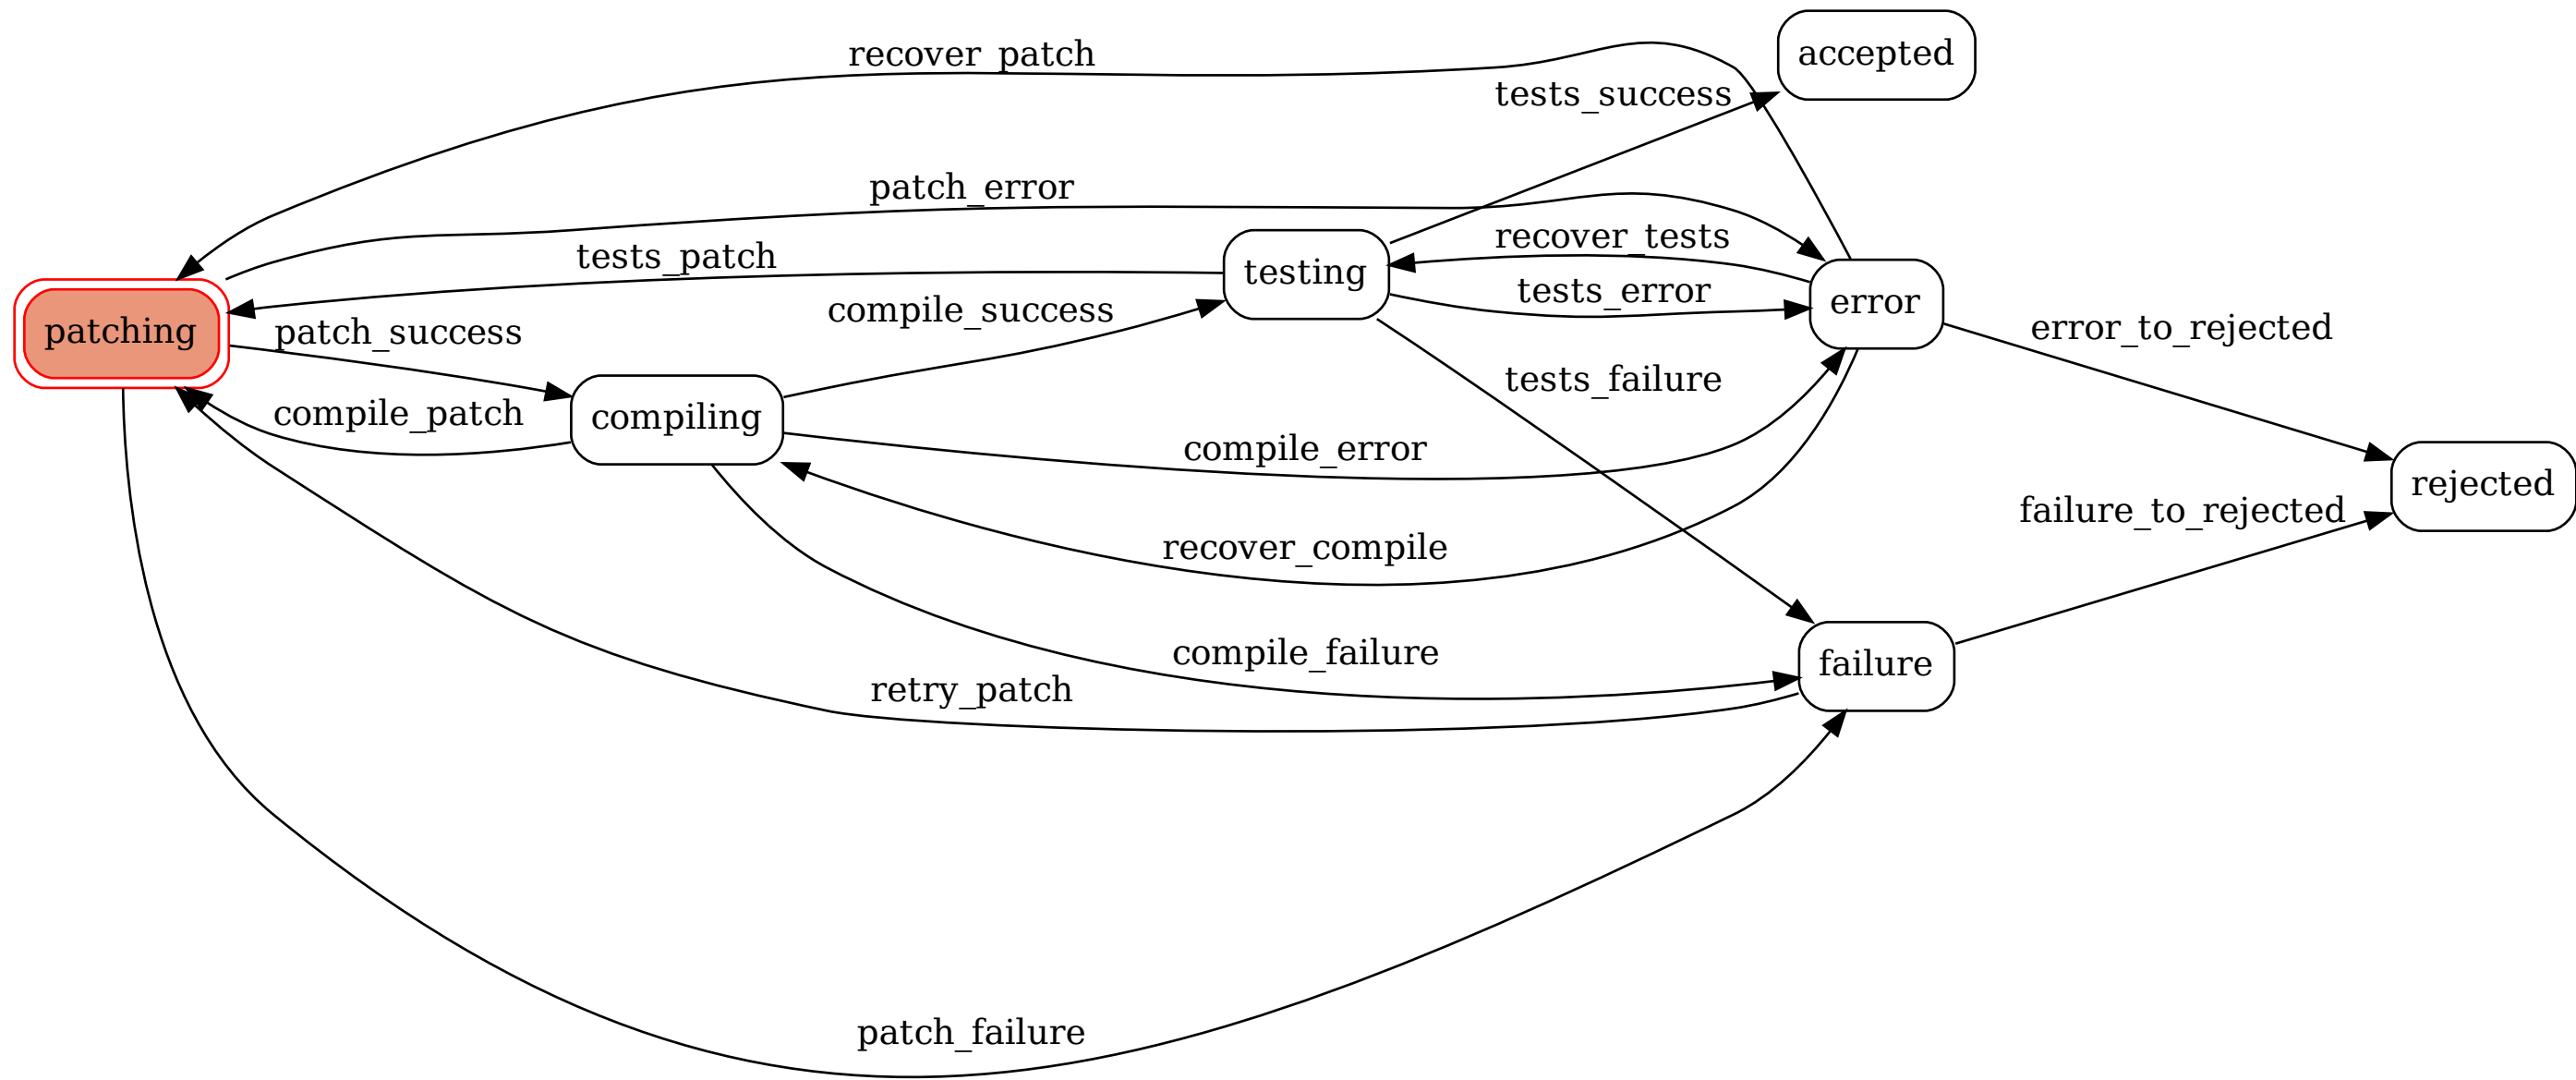 accepted
recover_patch
tests_success
patch_error
recover_tests
tests_patch
testing
tests_error
error
compile_success
patching
patch_success
error_to_rejected
tests_failure
compile_patch
compiling
compile_error
rejected
failure_to_rejected
recover_compile
compile_failure
failure
retry_patch
patch_failure